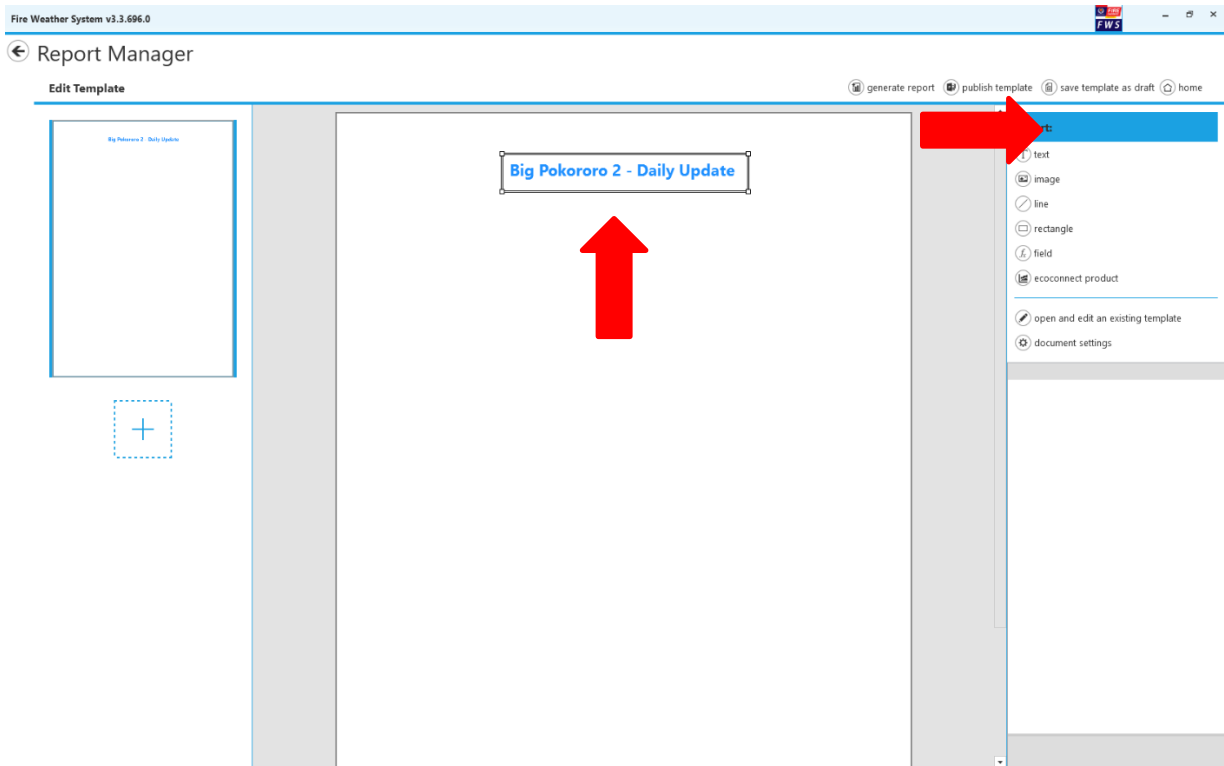 Fire Weather System v3.3.696.0
FIRE
FWS
Report Manager
Edit Template
generate report publish template save template as draft home
Big Pokororo 2 - Daily Update
Big Pokororo 2 - Daily Update
text
image
line
rectangle
field
ecoconnect product
open and edit an existing template
document settings